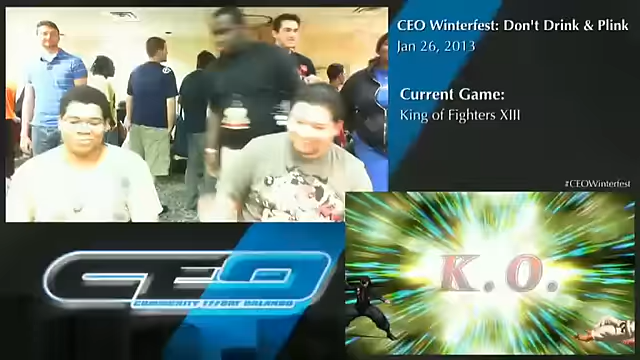 CEO Winterfest: Don't Drink & Plink
Jan 26, 2013
Current Game:
King of Fighters XIII
#CEOWinterfest
CEO
COMMUNITY EFFORT ORLANDO
K.O.